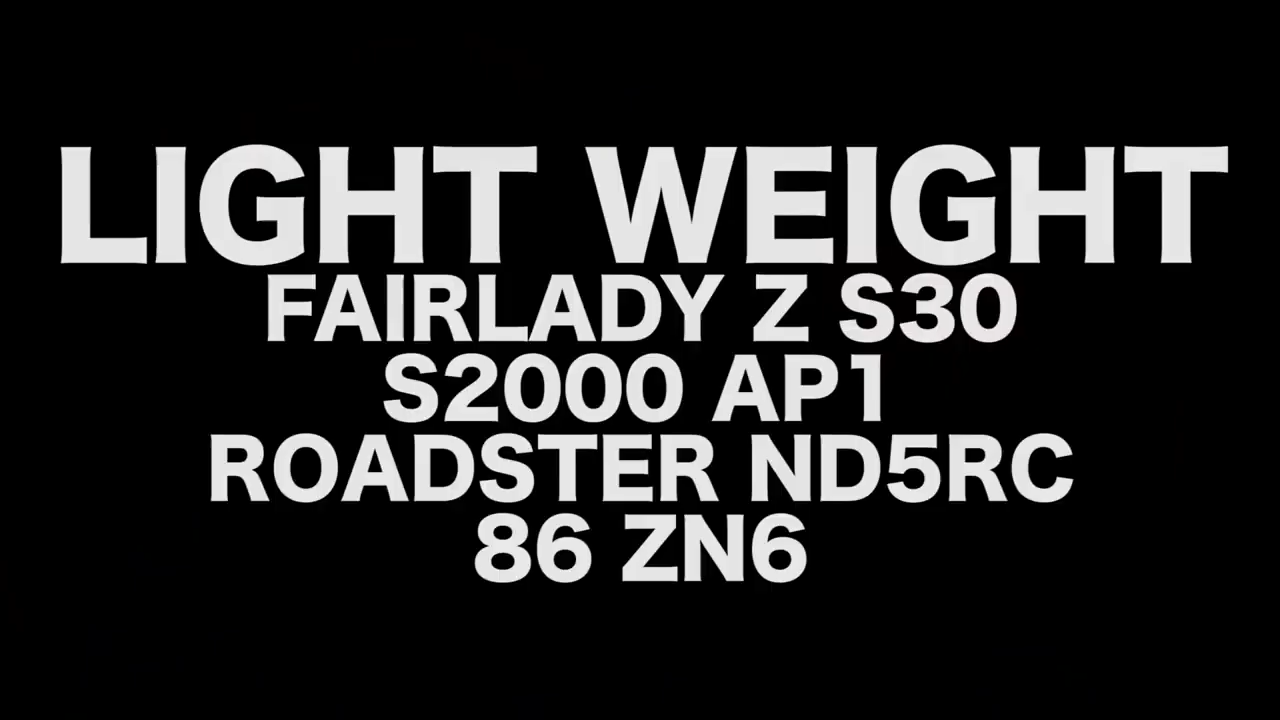 LIGHT WEIGHT
FAIRLADY Z S30
S2000 AP1
ROADSTER ND5RC
86 ZN6